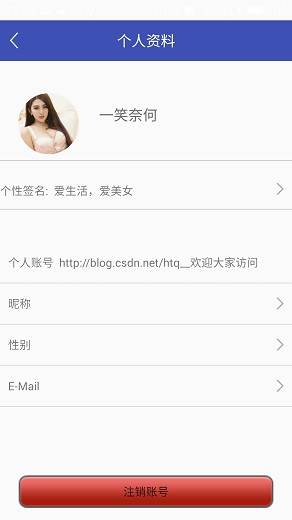 个人资料
一笑奈何
个性签名: 爱生活，爱美女
个人账号 http://blog.csdn.net/htq__欢迎大家访问
昵称
性别
E-Mail
注销账号